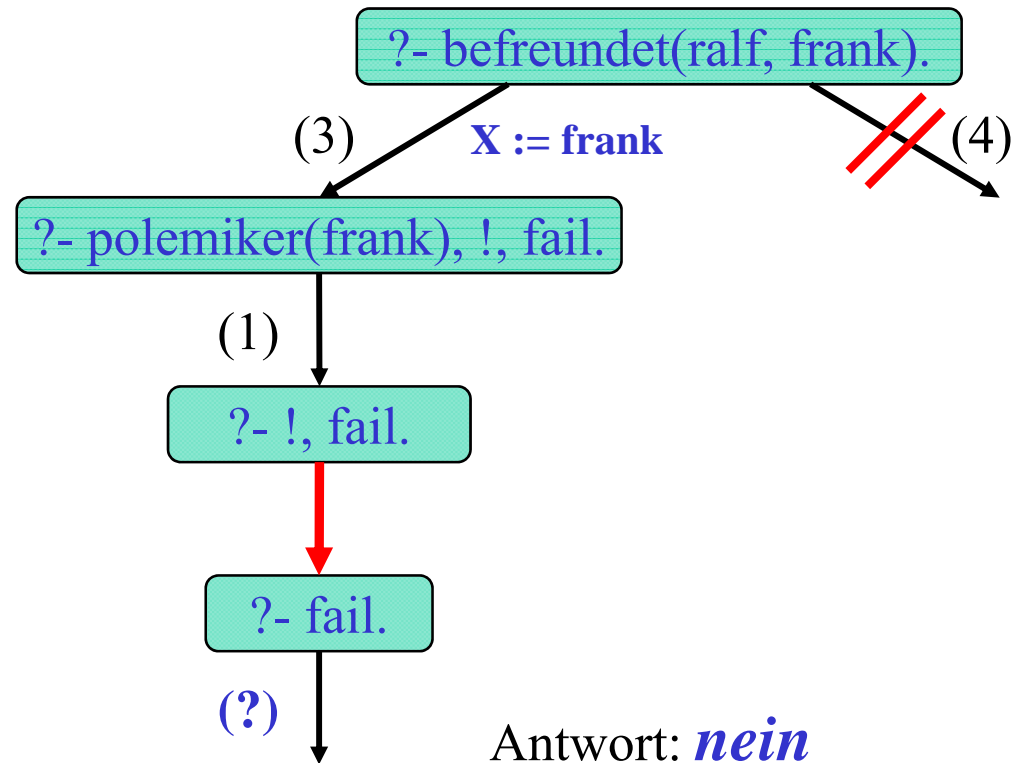 ?- befreundet(ralf, frank).
(3)
X := frank
(4)
?- polemiker(frank), !, fail.
(1)
?- !, fail.
?- fail.
(?)
Antwort: nein